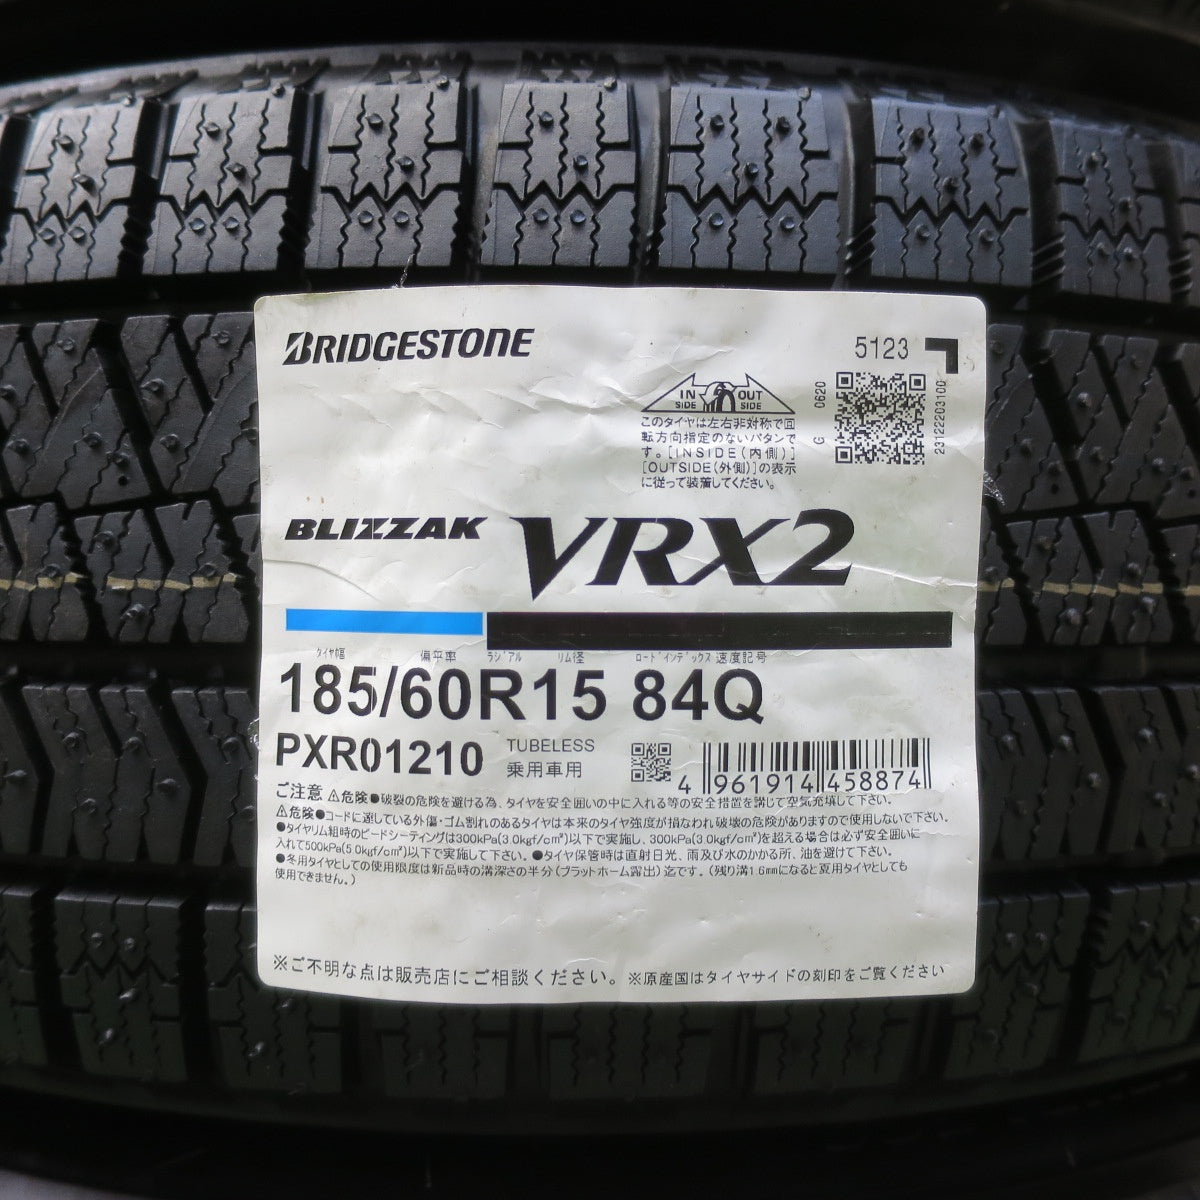 BRIDGESTONE
5123
IN SIDE OUT SIDE
このタイヤは左右非対称で回
転方向指定のないパタンで
す。[INSIDE(内側)]
[OUTSIDE(外側)]の表示
に従って装着してください。
G 0620
23122203100
BLIZZAK VRX2
タイヤ幅 偏平率 ラジアル リム径 ロードインデックス 速度記号
185/60R15 84Q
PXR01210 TUBELESS
乗用車用
4 961914 458874
ご注意 ⚠危険●破裂の危険を避ける為、タイヤを安全囲いの中に入れる等の安全措置を講じて空気充填して下さい。
⚠危険●コードに達している外傷・ゴム割れのあるタイヤは本来のタイヤ強度が損なわれ破壊の危険がありますので使用しないで下さい。
●タイヤリム組時のビードシーティングは300kPa(3.0kgf/c㎡)以下で実施し、300kPa(3.0kgf/c㎡)を超える場合は必ず安全囲いに
入れて500kPa(5.0kgf/c㎡)以下で実施して下さい。●タイヤ保管時は直射日光、雨及び水のかかる所、油を避けて下さい。
●冬用タイヤとしての使用限度は新品時の溝深さの半分(プラットホーム露出)迄です。(残り溝1.6mmになると夏用タイヤとしても
使用できません。)
※ご不明な点は販売店にご相談ください。 ※原産国はタイヤサイドの刻印をご覧ください